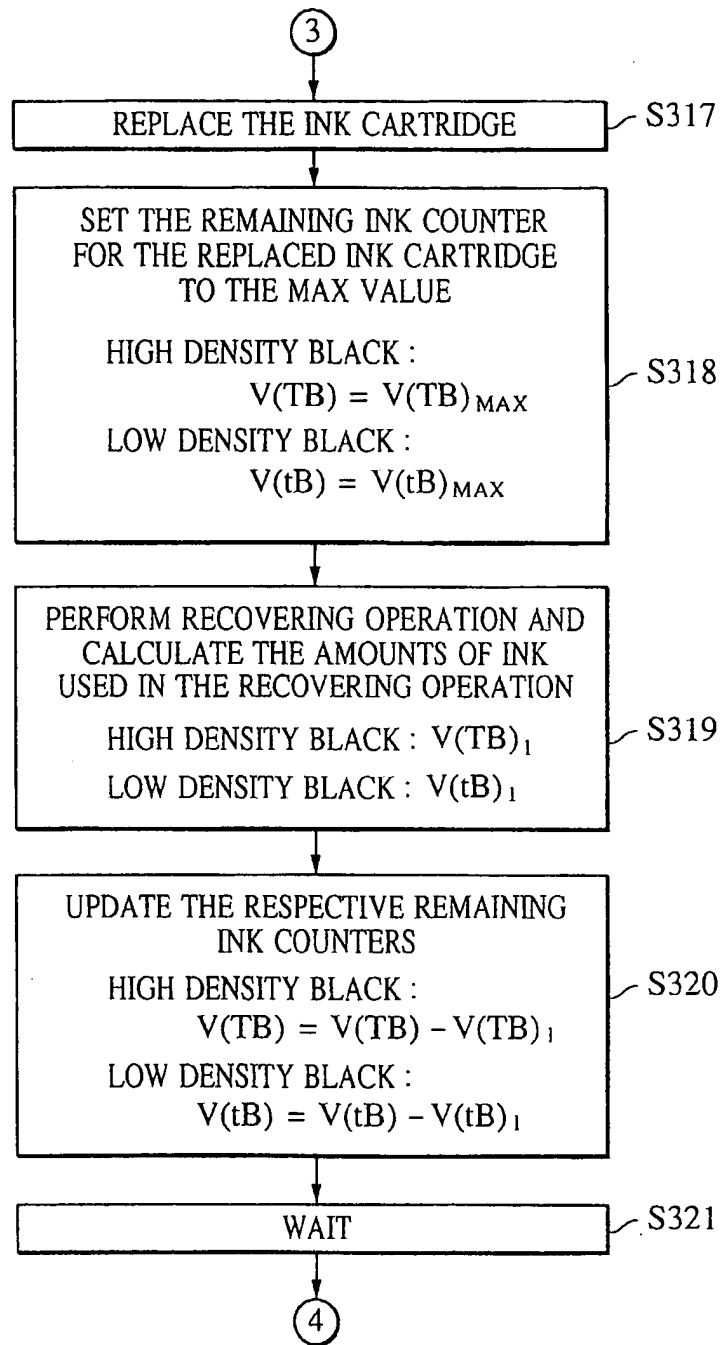 3
REPLACE THE INK CARTRIDGE
S317
SET THE REMAINING INK COUNTER
FOR THE REPLACED INK CARTRIDGE
TO THE MAX VALUE
HIGH DENSITY BLACK :
V(TB) = V(TB)MAX
LOW DENSITY BLACK :
V(tB) = V(tB)MAX
S318
PERFORM RECOVERING OPERATION AND
CALCULATE THE AMOUNTS OF INK
USED IN THE RECOVERING OPERATION
HIGH DENSITY BLACK : V(TB)1
LOW DENSITY BLACK : V(tB)1
S319
UPDATE THE RESPECTIVE REMAINING
INK COUNTERS
HIGH DENSITY BLACK :
V(TB) = V(TB) – V(TB)1
LOW DENSITY BLACK :
V(tB) = V(tB) – V(tB)1
S320
WAIT
S321
4